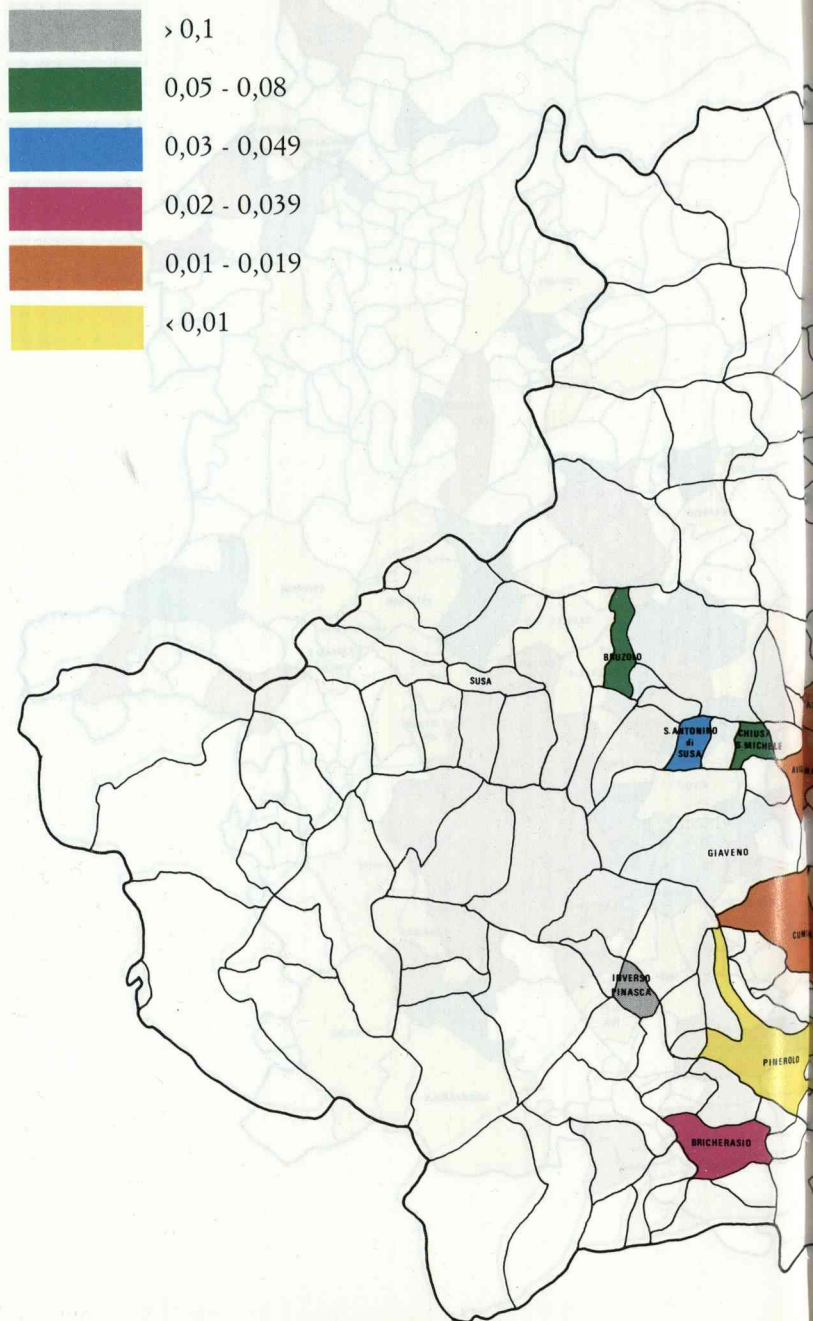 › 0,1
0,05 - 0,08
0,03 - 0,049
0,02 - 0,039
0,01 - 0,019
‹ 0,01
BRUZOLO
SUSA
S. ANTONINO
di
SUSA
CHIUSA
S. MICHELE
GIAVENO
INVERSO
PINASCA
PINEROLO
BRICHERASIO